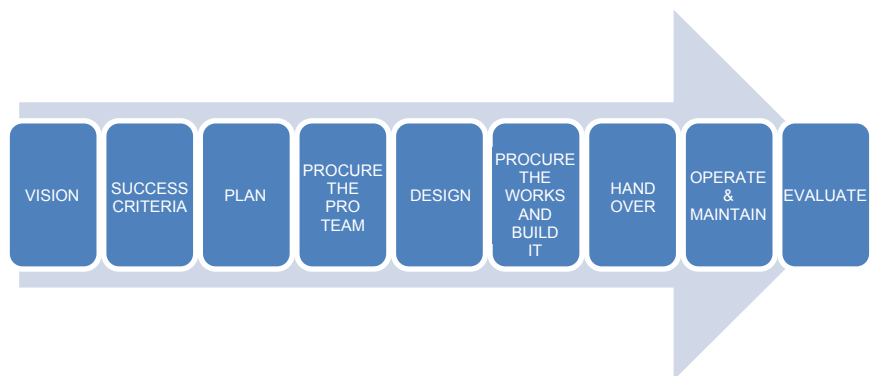 VISION
SUCCESS
CRITERIA
PLAN
PROCURE
THE
PRO
TEAM
DESIGN
PROCURE
THE
WORKS
AND
BUILD
IT
HAND
OVER
OPERATE
&
MAINTAIN
EVALUATE